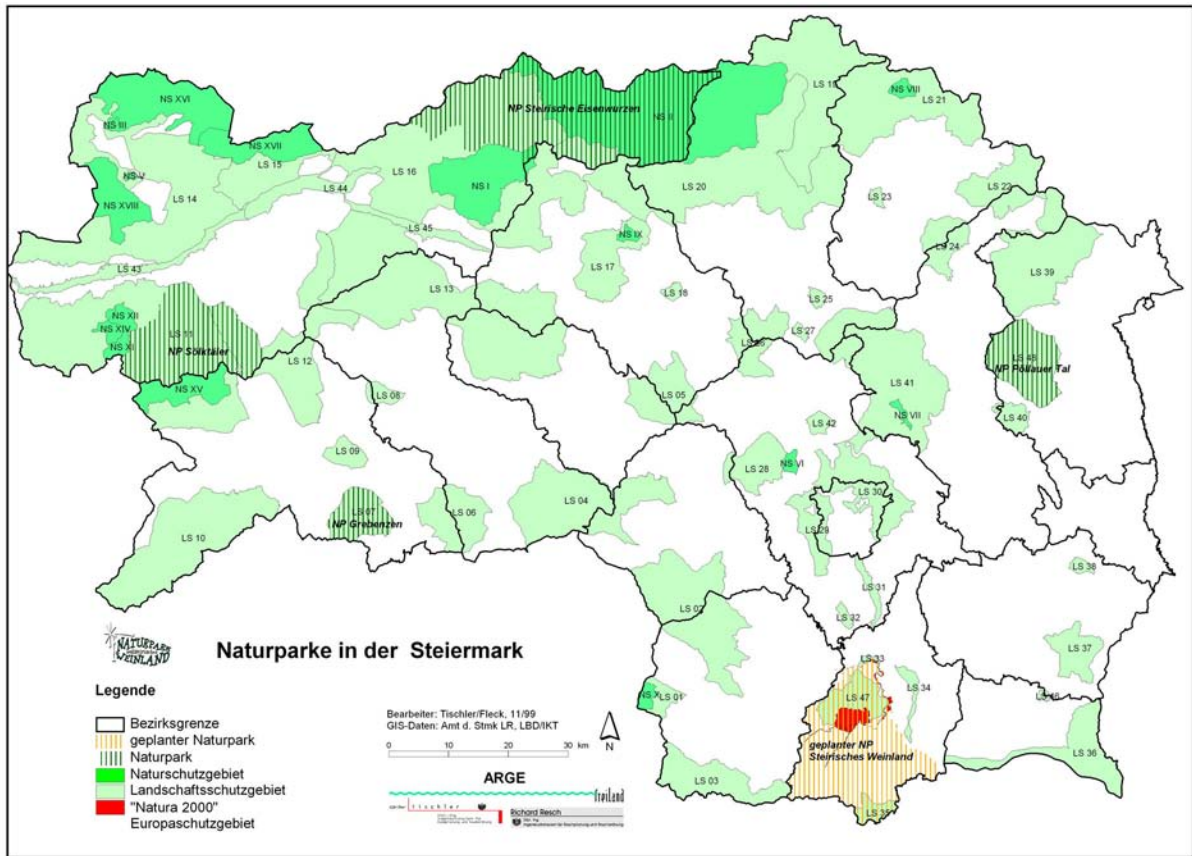 NS XVI
NS III
NS XVII
NS V
NS XVIII
LS 14
LS 15
LS 44
LS 16
NS I
LS 45
LS 43
NP Steirische Eisenwurzen
NS II
LS 19
NS VIII
LS 21
LS 20
LS 22
LS 23
LS 24
NS IX
LS 17
LS 18
LS 13
LS 39
LS 25
LS 27
LS 26
NS XII
NS XIV
NS XI
LS 11
NP Sölktäler
NS XV
LS 12
LS 08
LS 05
LS 41
NS VII
LS 48
NP Pöllauer Tal
LS 40
LS 42
LS 09
LS 28
NS VI
LS 07
NP Grebenzen
LS 06
LS 04
LS 30
LS 29
LS 10
LS 38
LS 31
LS 32
LS 37
LS 33
LS 34
LS 47
NS X
LS 01
LS 36
geplanter NP
Steirisches Weinland
LS 03
LS 35
NATURPARK
WEINLAND
Naturparke in der Steiermark
Legende
Bezirksgrenze
geplanter Naturpark
Naturpark
Naturschutzgebiet
Landschaftsschutzgebiet
"Natura 2000"
Europaschutzgebiet
Bearbeiter: Tischler/Fleck, 11/99
GIS-Daten: Amt d. Stmk LR, LBD/IKT
0 10 20 30 km
N
ARGE
freiland
tischler
Richard Resch